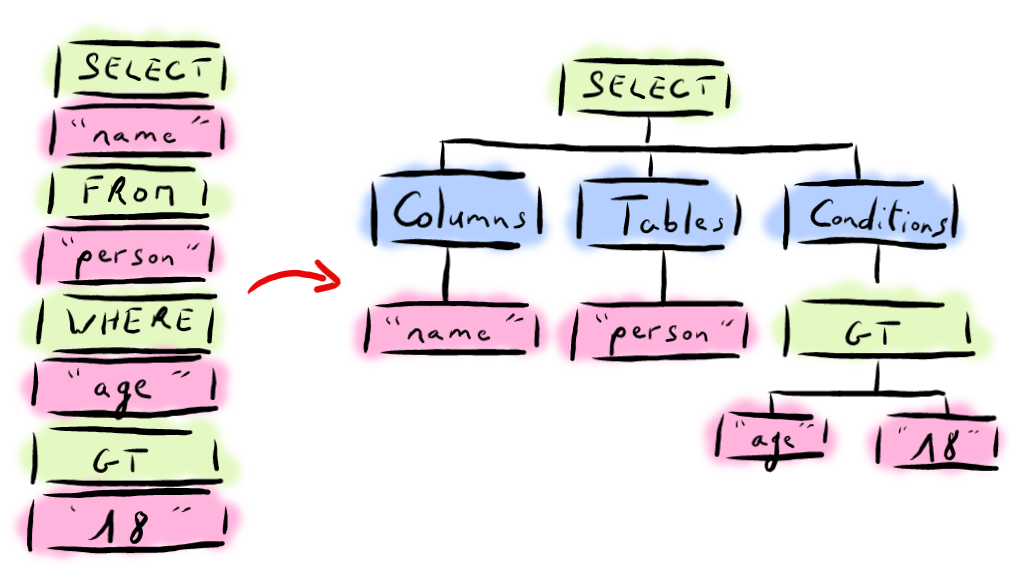 SELECT
"name"
FROM
"person"
WHERE
"age"
GT
"18"
SELECT
Columns Tables Conditions
"name" "person" GT
"age" "18"